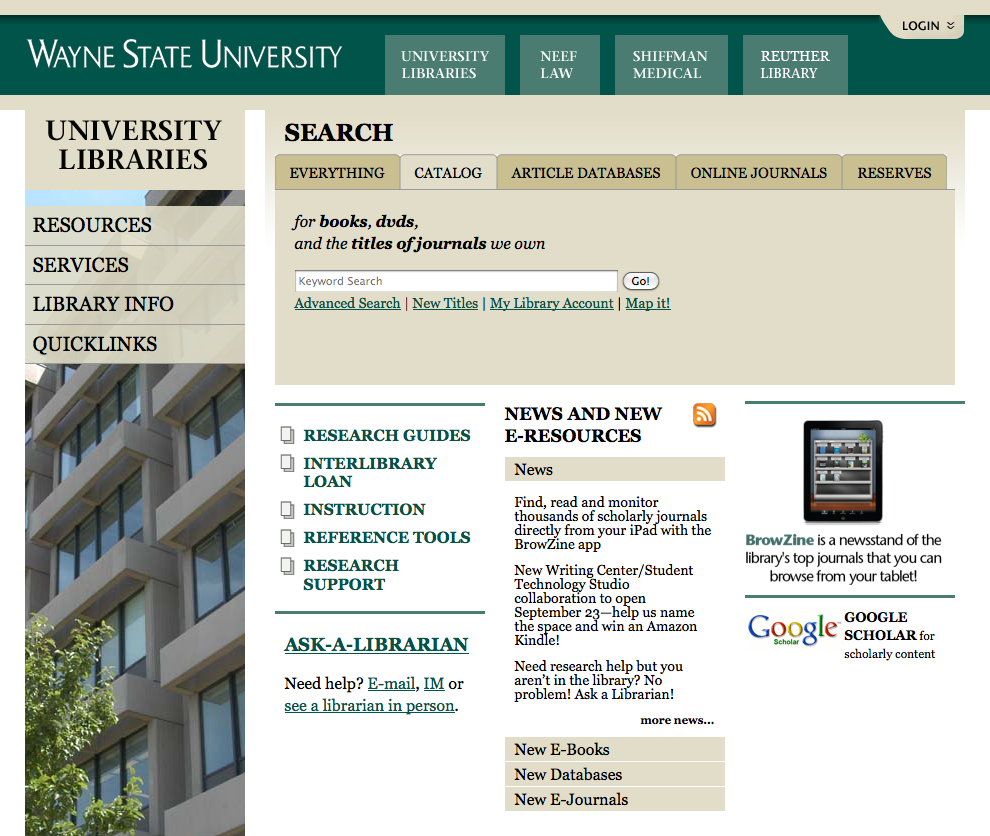 LOGIN
WAYNE STATE UNIVERSITY
UNIVERSITY
LIBRARIES
NEEF
LAW
SHIFFMAN
MEDICAL
REUTHER
LIBRARY
UNIVERSITY
LIBRARIES
RESOURCES
SERVICES
LIBRARY INFO
QUICKLINKS
SEARCH
EVERYTHING
CATALOG
ARTICLE DATABASES
ONLINE JOURNALS
RESERVES
for books, dvds,
and the titles of journals we own
Keyword Search
Go!
Advanced Search | New Titles | My Library Account | Map it!
RESEARCH GUIDES
INTERLIBRARY
LOAN
INSTRUCTION
REFERENCE TOOLS
RESEARCH
SUPPORT
ASK-A-LIBRARIAN
Need help? E-mail, IM or
see a librarian in person.
NEWS AND NEW
E-RESOURCES
News
Find, read and monitor
thousands of scholarly journals
directly from your iPad with the
BrowZine app
New Writing Center/Student
Technology Studio
collaboration to open
September 23—help us name
the space and win an Amazon
Kindle!
Need research help but you
aren't in the library? No
problem! Ask a Librarian!
more news...
New E-Books
New Databases
New E-Journals
BrowZine is a newsstand of the
library's top journals that you can
browse from your tablet!
Google
Scholar
GOOGLE
SCHOLAR for
scholarly content